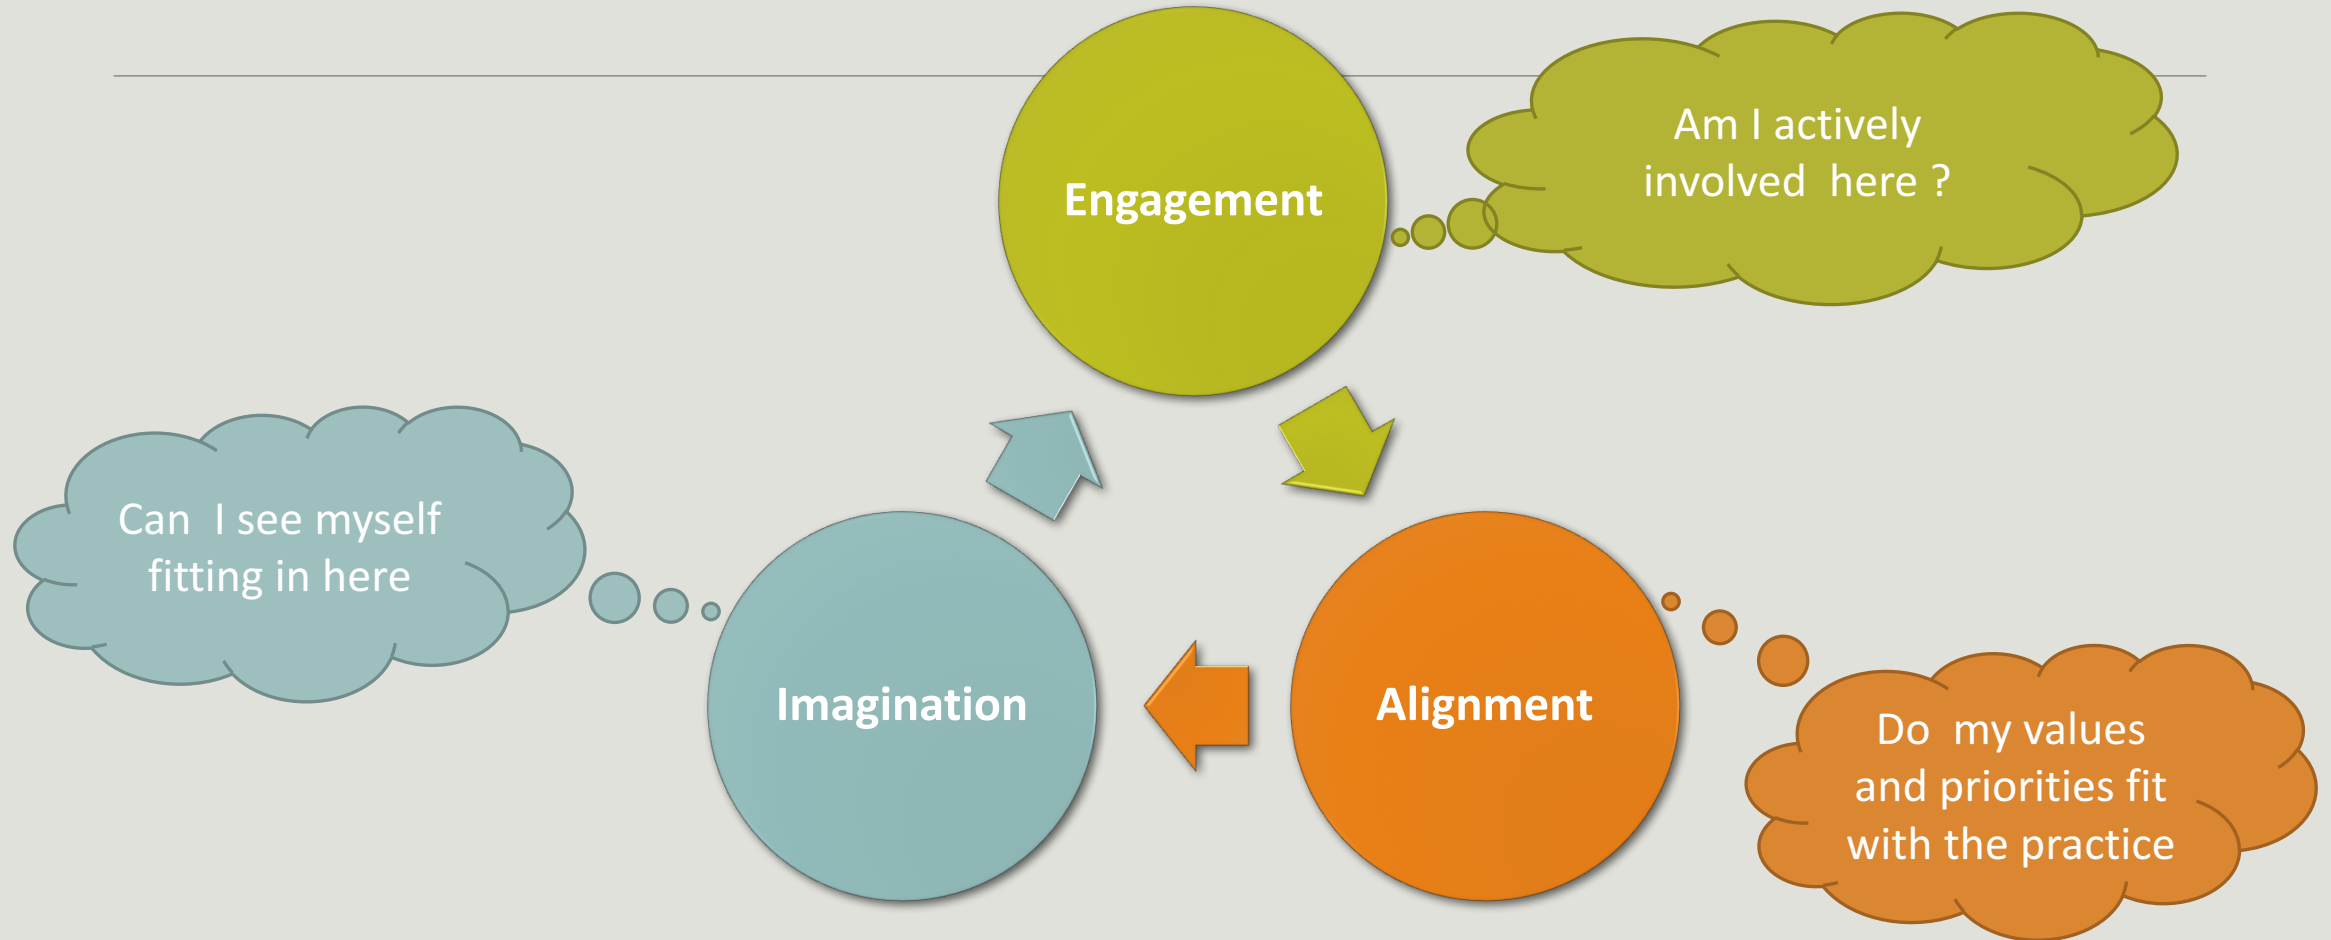 Engagement
Am I actively
involved  here ?
Can  I see myself
fitting in here
Imagination
Alignment
Do  my values
and priorities fit
with the practice